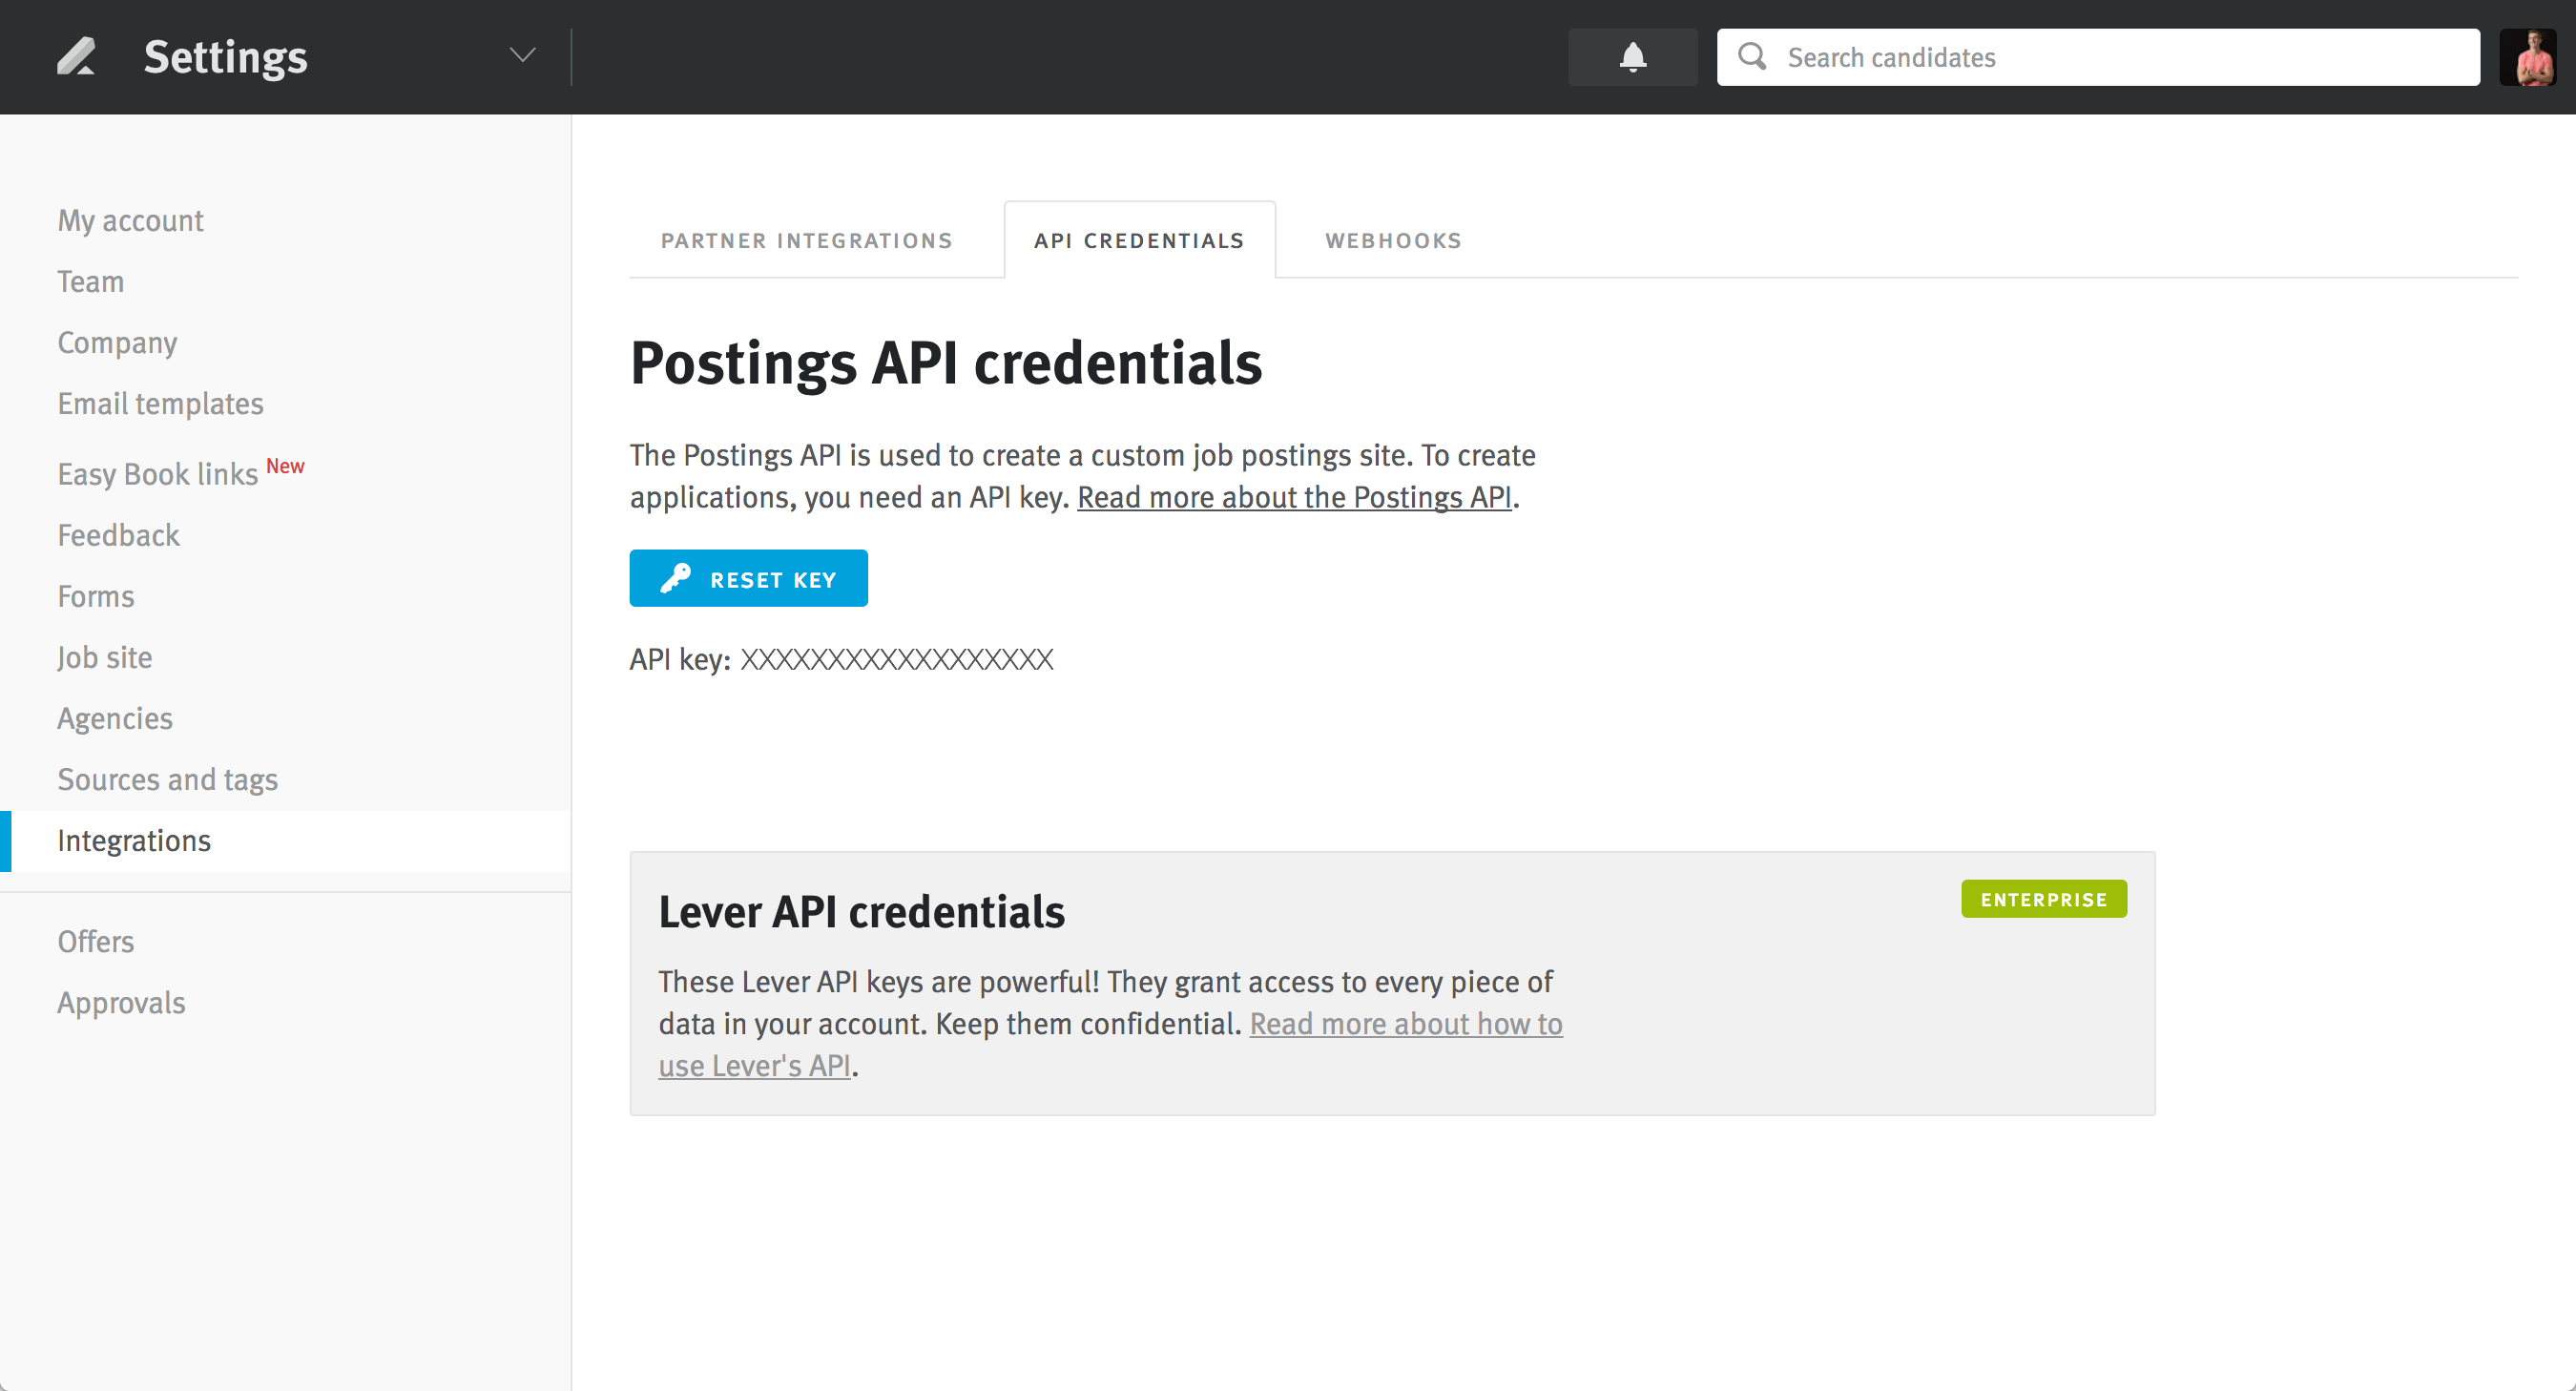 Settings
Search candidates
My account
Team
Company
Email templates
Easy Book links New
Feedback
Forms
Job site
Agencies
Sources and tags
Integrations
Offers
Approvals
PARTNER INTEGRATIONS
API CREDENTIALS
WEBHOOKS
Postings API credentials
The Postings API is used to create a custom job postings site. To create
applications, you need an API key. Read more about the Postings API.
RESET KEY
API key: XXXXXXXXXXXXXXXXXX
Lever API credentials
ENTERPRISE
These Lever API keys are powerful! They grant access to every piece of
data in your account. Keep them confidential. Read more about how to
use Lever's API.